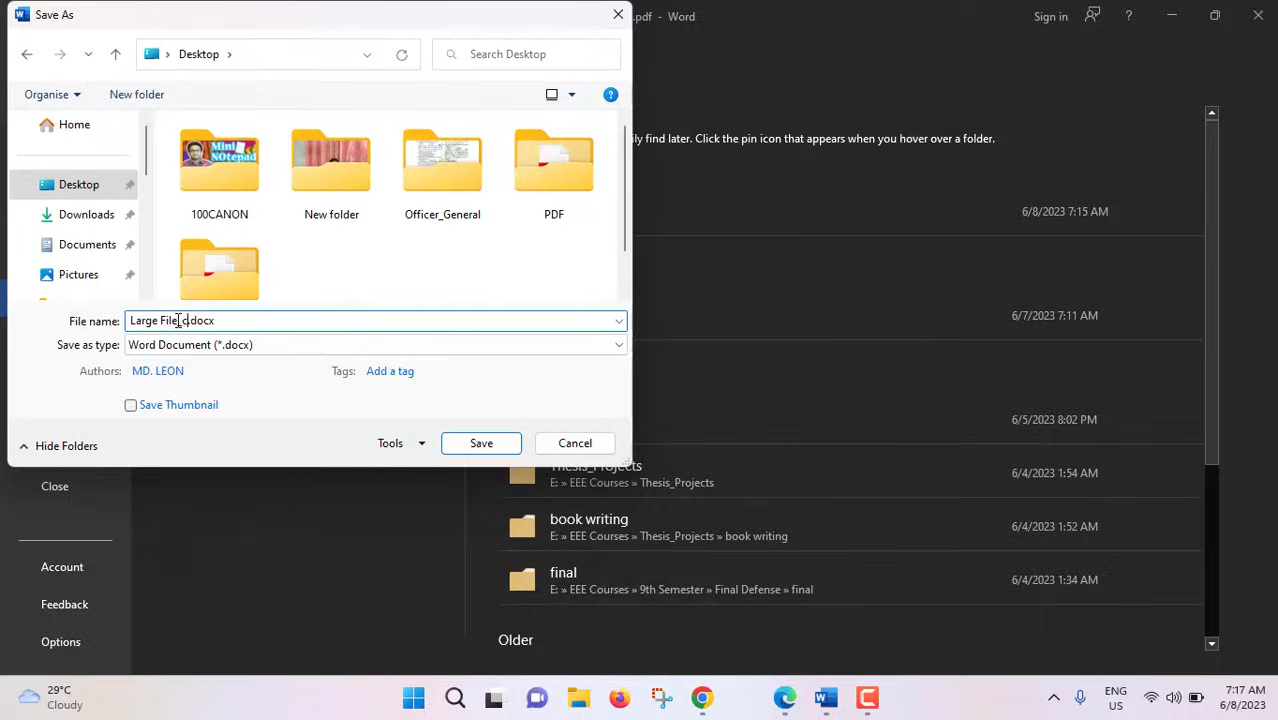 Save As
.pdf - Word
Sign in
?
Desktop
Search Desktop
Organise
New folder
?
Home
Desktop
Downloads
Documents
Pictures
Mini
NOtepad
100CANON
New folder
Officer_General
PDF
ily find later. Click the pin icon that appears when you hover over a folder.
6/8/2023 7:15 AM
6/7/2023 7:11 AM
6/5/2023 8:02 PM
File name:
Large File c.docx
Save as type:
Word Document (*.docx)
Authors:
MD. LEON
Tags:
Add a tag
Save Thumbnail
Hide Folders
Tools
Save
Cancel
Thesis_Projects
E: » EEE Courses » Thesis_Projects
6/4/2023 1:54 AM
book writing
E: » EEE Courses » Thesis_Projects » book writing
6/4/2023 1:52 AM
final
E: » EEE Courses » 9th Semester » Final Defense » final
6/4/2023 1:34 AM
Older
Close
Account
Feedback
Options
29°C
Cloudy
ENG
US
7:17 AM
6/8/2023